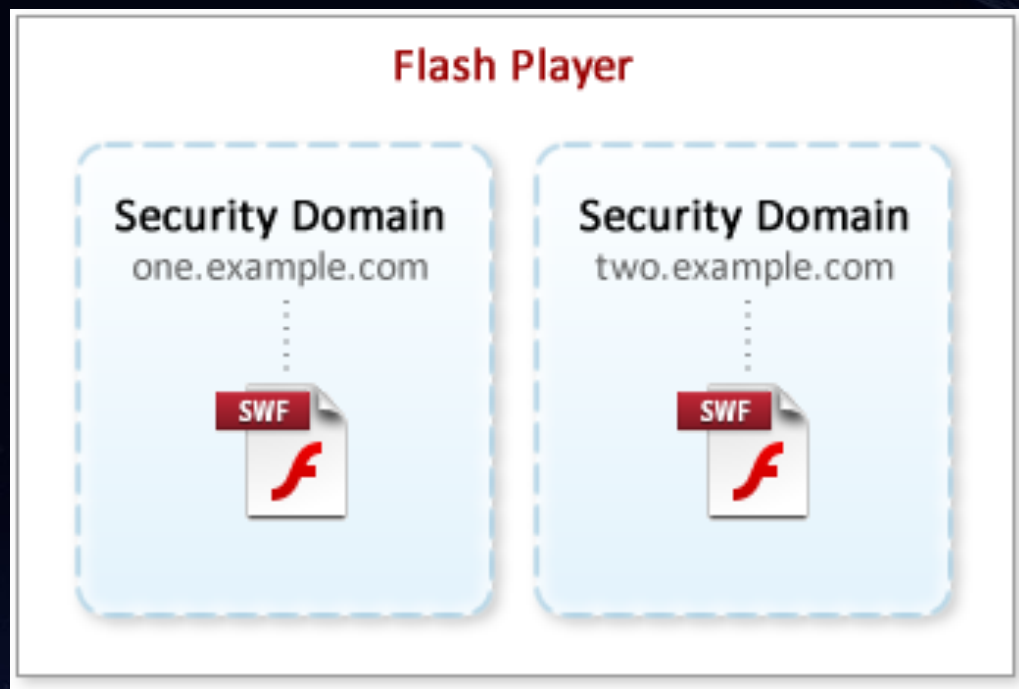 Flash Player
Security Domain
one.example.com
SWF
Security Domain
two.example.com
SWF